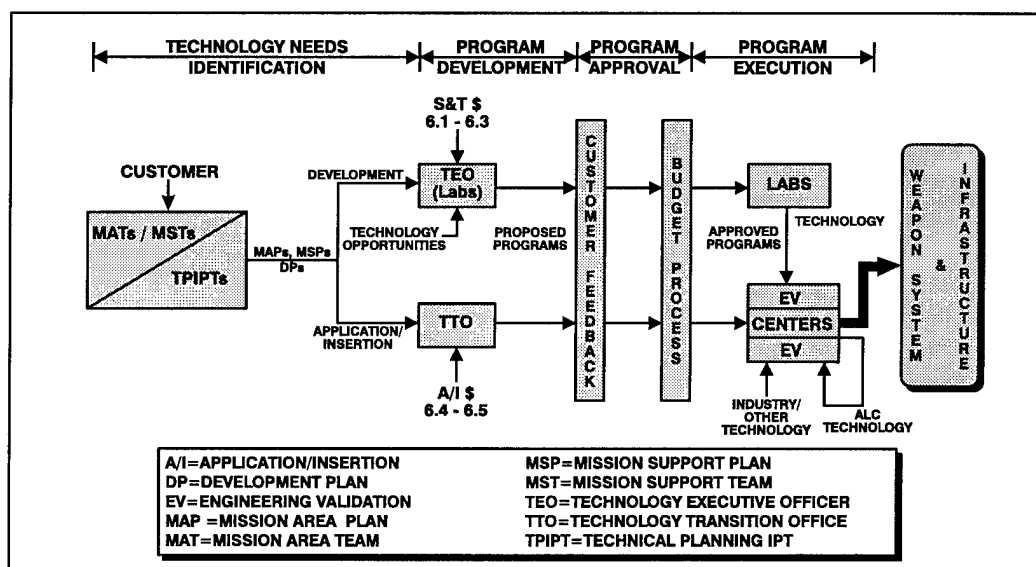 TECHNOLOGY NEEDS
IDENTIFICATION
PROGRAM
DEVELOPMENT
PROGRAM
APPROVAL
PROGRAM
EXECUTION
S&T $
6.1 - 6.3
CUSTOMER
MATs / MSTs
TPIPTs
MAPs, MSPs
DPs
DEVELOPMENT
TEO
(Labs)
TECHNOLOGY
OPPORTUNITIES
PROPOSED
PROGRAMS
APPLICATION/
INSERTION
TTO
A/I $
6.4 - 6.5
CUSTOMER FEEDBACK
BUDGET PROCESS
LABS
APPROVED
PROGRAMS
TECHNOLOGY
EV
CENTERS
EV
INDUSTRY/
OTHER
TECHNOLOGY
ALC
TECHNOLOGY
WEAPON SYSTEM
&
INFRASTRUCTURE
A/I=APPLICATION/INSERTION
DP=DEVELOPMENT PLAN
EV=ENGINEERING VALIDATION
MAP =MISSION AREA PLAN
MAT=MISSION AREA TEAM
MSP=MISSION SUPPORT PLAN
MST=MISSION SUPPORT TEAM
TEO=TECHNOLOGY EXECUTIVE OFFICER
TTO=TECHNOLOGY TRANSITION OFFICE
TPIPT=TECHNICAL PLANNING IPT